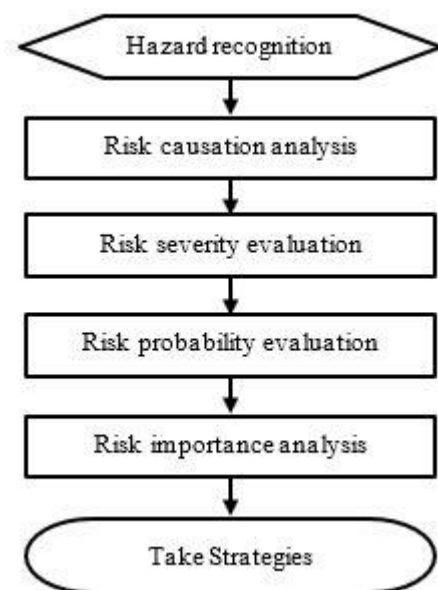 Hazard recognition
Risk causation analysis
Risk severity evaluation
Risk probability evaluation
Risk importance analysis
Take Strategies